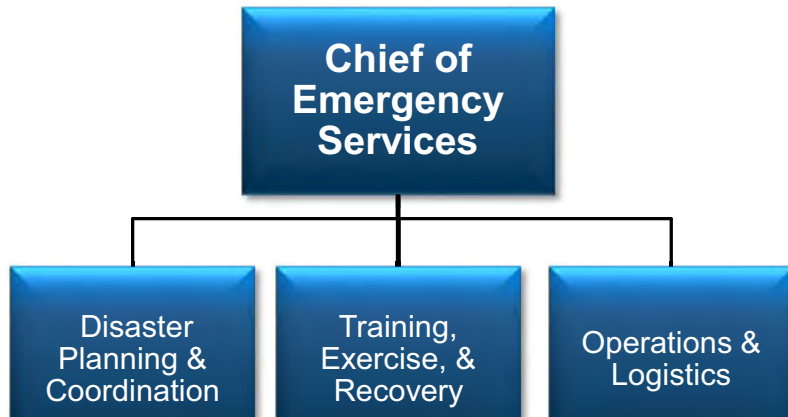 Chief of
Emergency
Services
Disaster
Planning &
Coordination
Training,
Exercise, &
Recovery
Operations &
Logistics